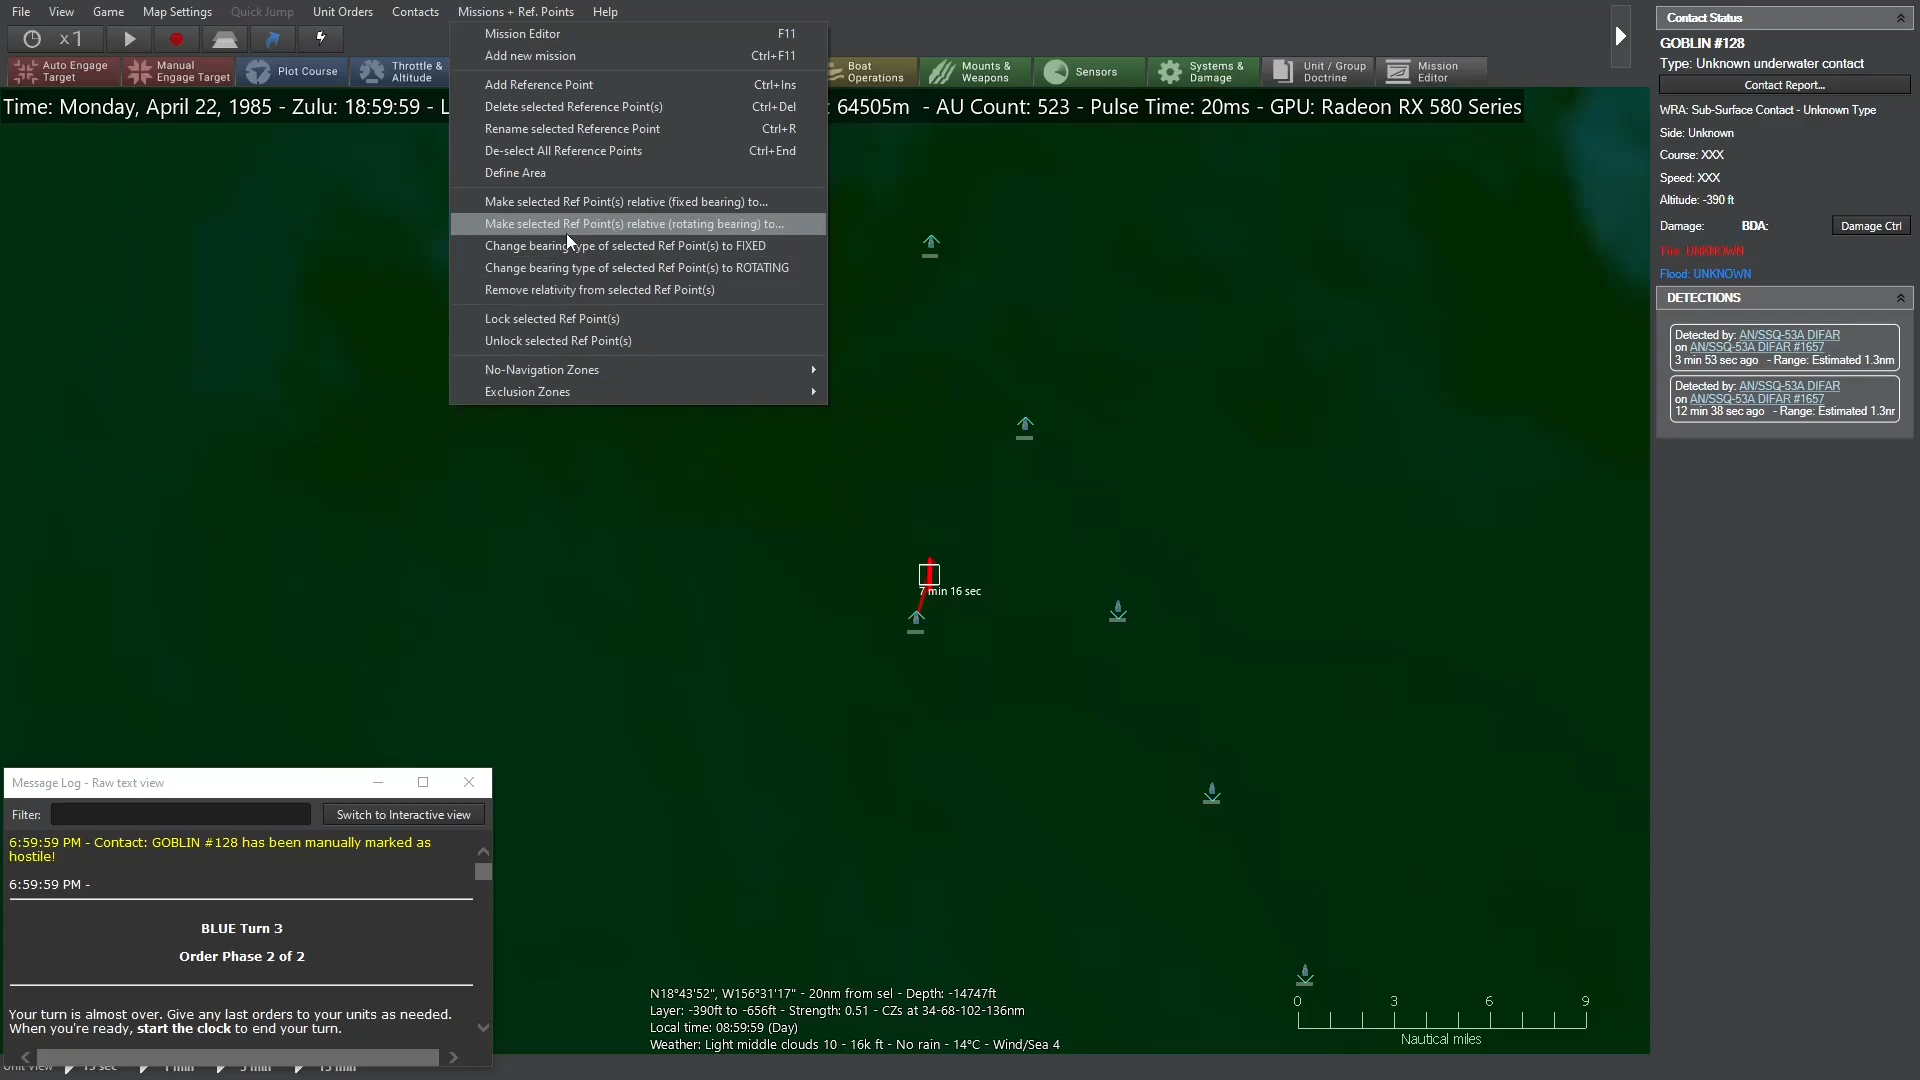 File View Game Map Settings Quick Jump Unit Orders Contacts Missions + Ref. Points Help
x1
Auto Engage Target
Manual Engage Target
Plot Course
Throttle & Altitude
Boat Operations
Mounts & Weapons
Sensors
Systems & Damage
Unit / Group Doctrine
Mission Editor
Time: Monday, April 22, 1985 - Zulu: 18:59:59 - L
: 64505m - AU Count: 523 - Pulse Time: 20ms - GPU: Radeon RX 580 Series
Mission Editor F11
Add new mission Ctrl+F11
Add Reference Point Ctrl+Ins
Delete selected Reference Point(s) Ctrl+Del
Rename selected Reference Point Ctrl+R
De-select All Reference Points Ctrl+End
Define Area
Make selected Ref Point(s) relative (fixed bearing) to...
Make selected Ref Point(s) relative (rotating bearing) to...
Change bearing type of selected Ref Point(s) to FIXED
Change bearing type of selected Ref Point(s) to ROTATING
Remove relativity from selected Ref Point(s)
Lock selected Ref Point(s)
Unlock selected Ref Point(s)
No-Navigation Zones
Exclusion Zones
7 min 16 sec
Contact Status
GOBLIN #128
Type: Unknown underwater contact
Contact Report...
WRA: Sub-Surface Contact - Unknown Type
Side: Unknown
Course: XXX
Speed: XXX
Altitude: -390 ft
Damage: BDA: Damage Ctrl
Fire: UNKNOWN
Flood: UNKNOWN
DETECTIONS
Detected by: AN/SSQ-53A DIFAR
on AN/SSQ-53A DIFAR #1657
3 min 53 sec ago - Range: Estimated 1.3nm
Detected by: AN/SSQ-53A DIFAR
on AN/SSQ-53A DIFAR #1657
12 min 38 sec ago - Range: Estimated 1.3nr
Message Log - Raw text view
Filter: Switch to Interactive view
6:59:59 PM - Contact: GOBLIN #128 has been manually marked as
hostile!
6:59:59 PM -
BLUE Turn 3
Order Phase 2 of 2
Your turn is almost over. Give any last orders to your units as needed.
When you're ready, start the clock to end your turn.
Unit view 15 sec 1 min 5 min 15 min
N18°43'52", W156°31'17" - 20nm from sel - Depth: -14747ft
Layer: -390ft to -656ft - Strength: 0.51 - CZs at 34-68-102-136nm
Local time: 08:59:59 (Day)
Weather: Light middle clouds 10 - 16k ft - No rain - 14°C - Wind/Sea 4
0 3 6 9
Nautical miles